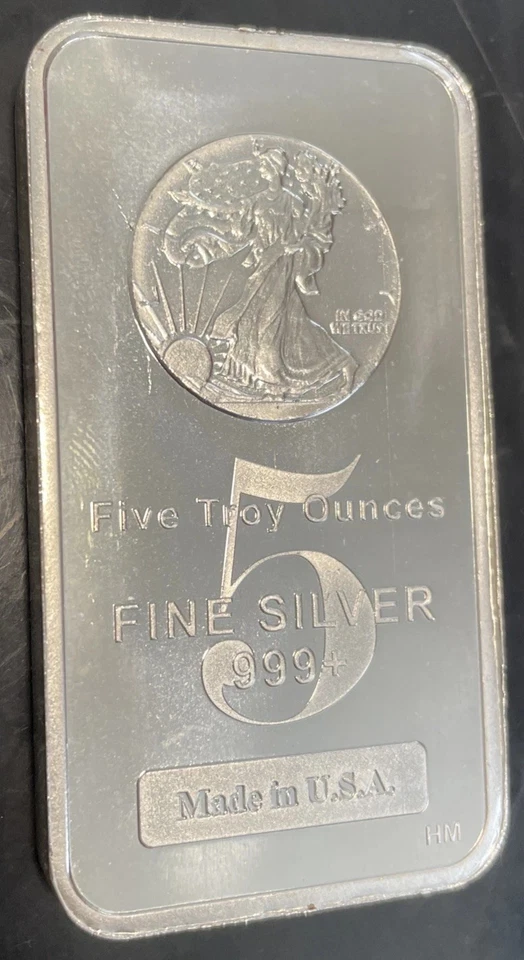 IN GOD
WE TRUST
5
Five Troy Ounces
FINE SILVER
999+
Made in U.S.A.
HM